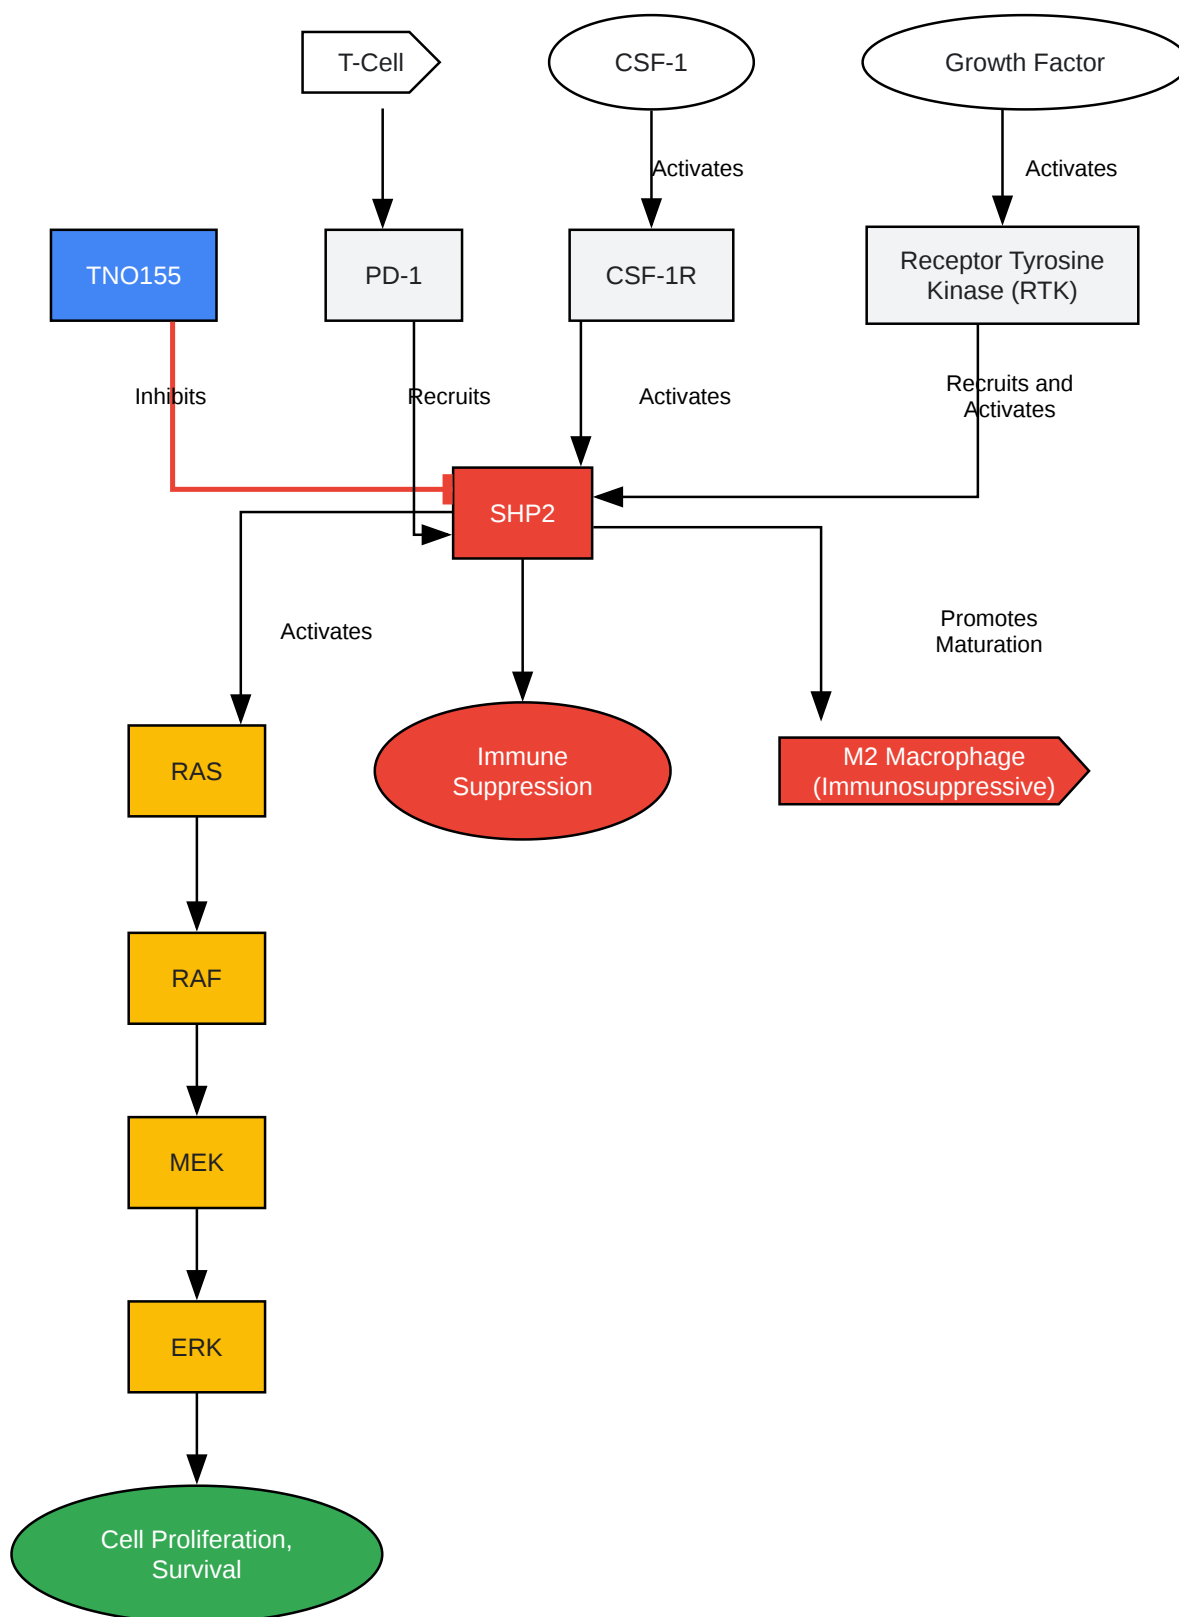 T-Cell
CSF-1
Growth Factor
Activates
Activates
TNO155
PD-1
CSF-1R
Receptor Tyrosine
Kinase (RTK)
Inhibits
Recruits
Activates
Recruits and
Activates
SHP2
Activates
Promotes
Maturation
RAS
Immune
Suppression
M2 Macrophage
(Immunosuppressive)
RAF
MEK
ERK
Cell Proliferation,
Survival